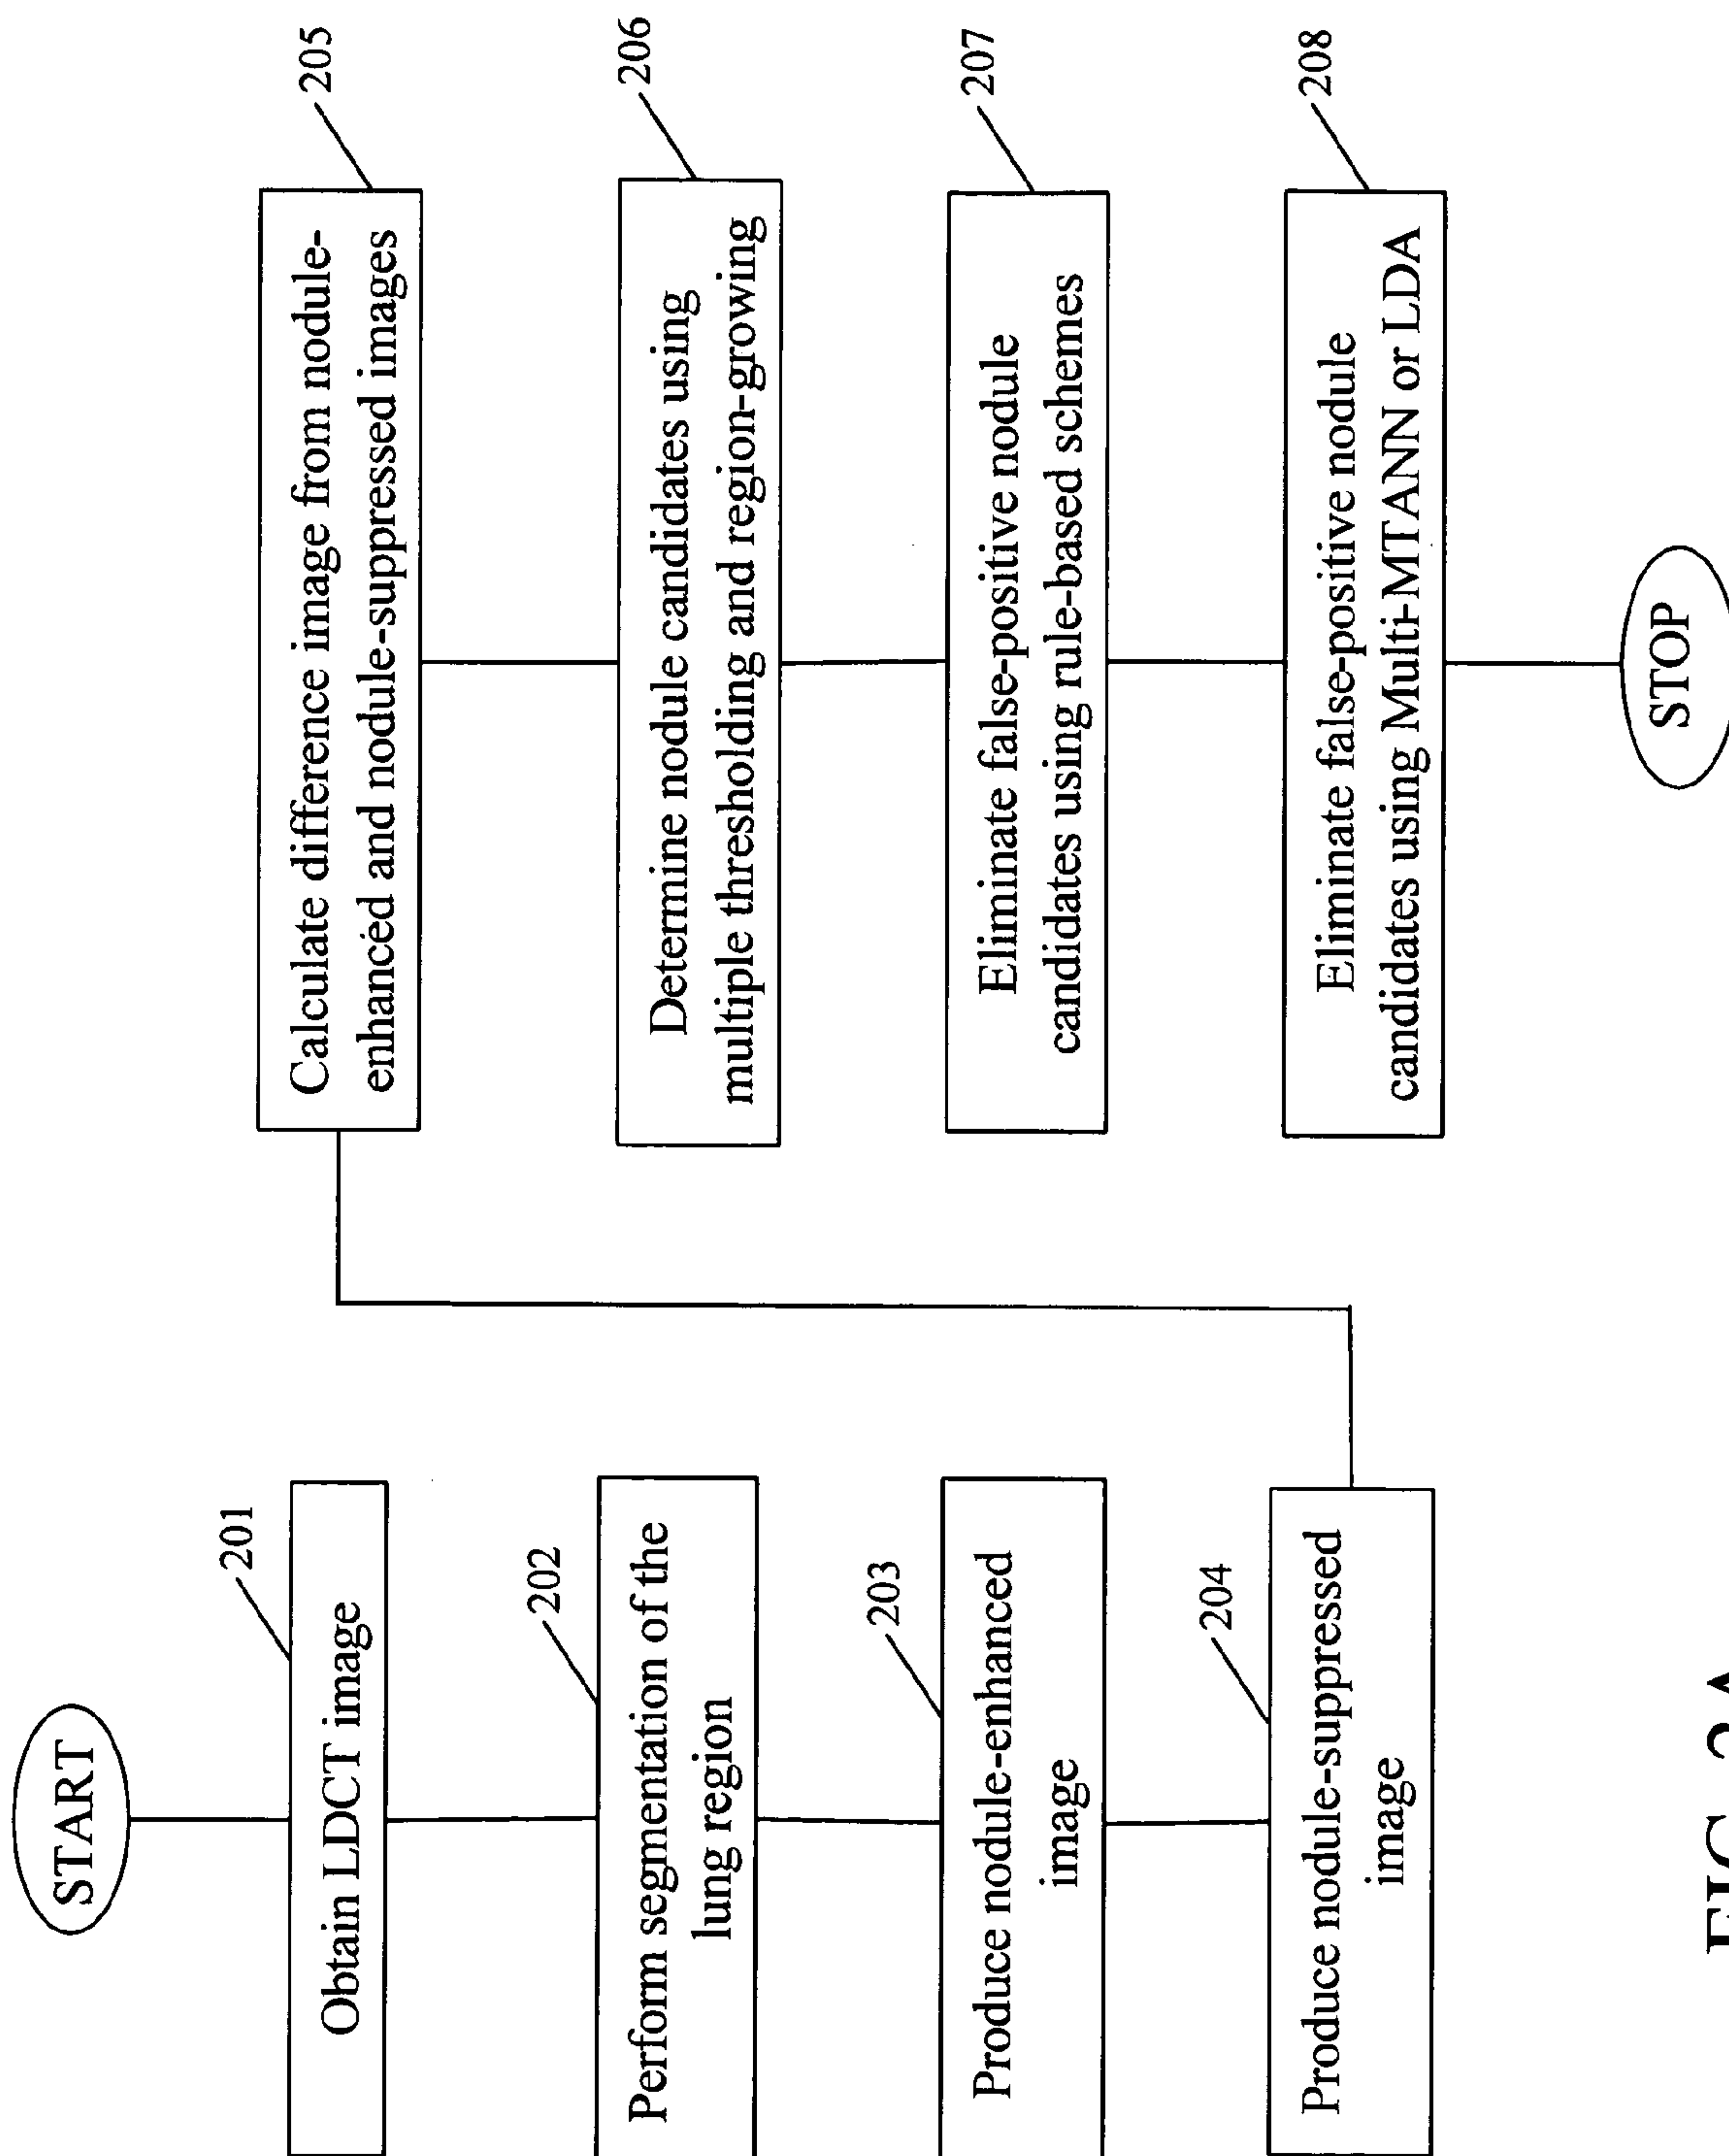 START
201
Obtain LDCT image
202
Perform segmentation of the
lung region
203
Produce nodule-enhanced
image
204
Produce nodule-suppressed
image
205
Calculate difference image from nodule-
enhanced and nodule-suppressed images
206
Determine nodule candidates using
multiple thresholding and region-growing
207
Eliminate false-positive nodule
candidates using rule-based schemes
208
Eliminate false-positive nodule
candidates using Multi-MTANN or LDA
STOP
FIG. 2A